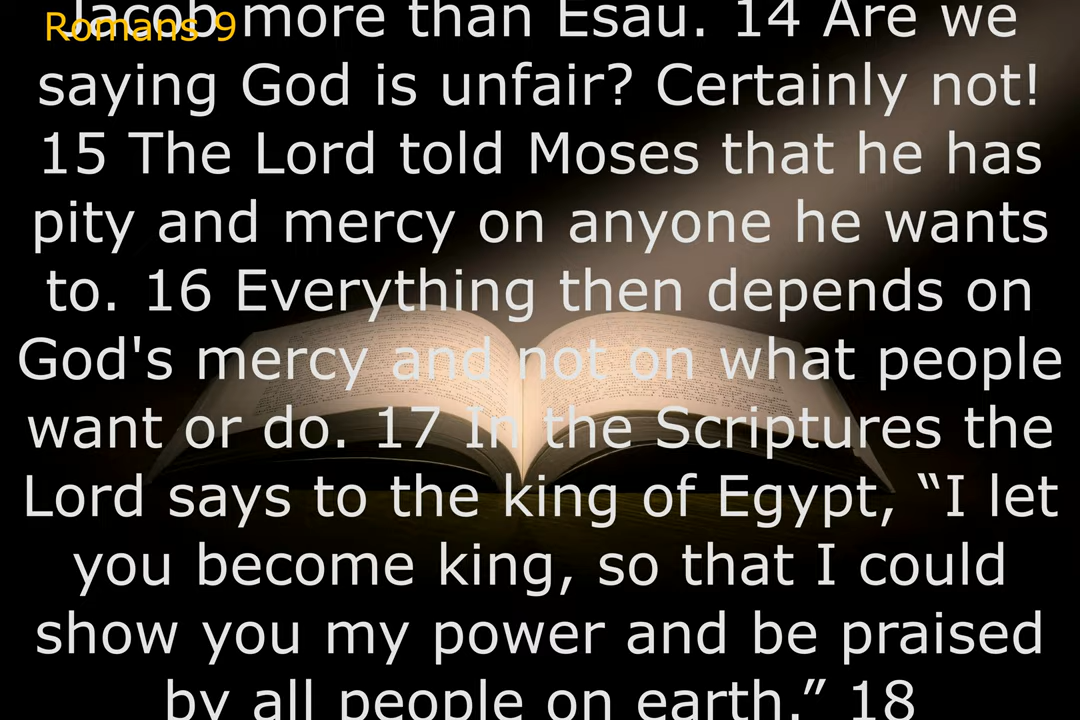 Romans 9
Jacob more than Esau. 14 Are we
saying God is unfair? Certainly not!
15 The Lord told Moses that he has
pity and mercy on anyone he wants
to. 16 Everything then depends on
God's mercy and not on what people
want or do. 17 In the Scriptures the
Lord says to the king of Egypt, “I let
you become king, so that I could
show you my power and be praised
by all people on earth.” 18